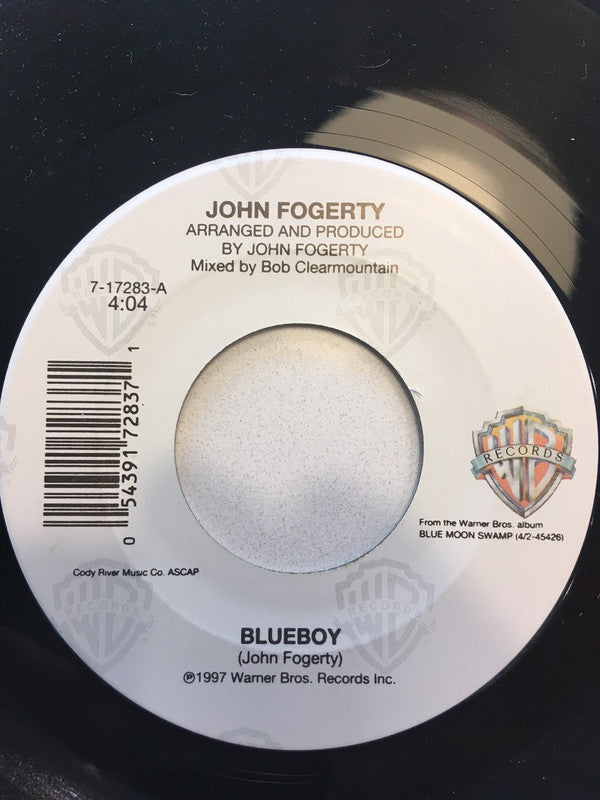 JOHN FOGERTY
ARRANGED AND PRODUCED
BY JOHN FOGERTY
Mixed by Bob Clearmountain
7-17283-A
4:04
0 54391 72837 1
WB
RECORDS
From the Warner Bros. album
BLUE MOON SWAMP (4/2-45426)
Cody River Music Co. ASCAP
BLUEBOY
(John Fogerty)
℗1997 Warner Bros. Records Inc.